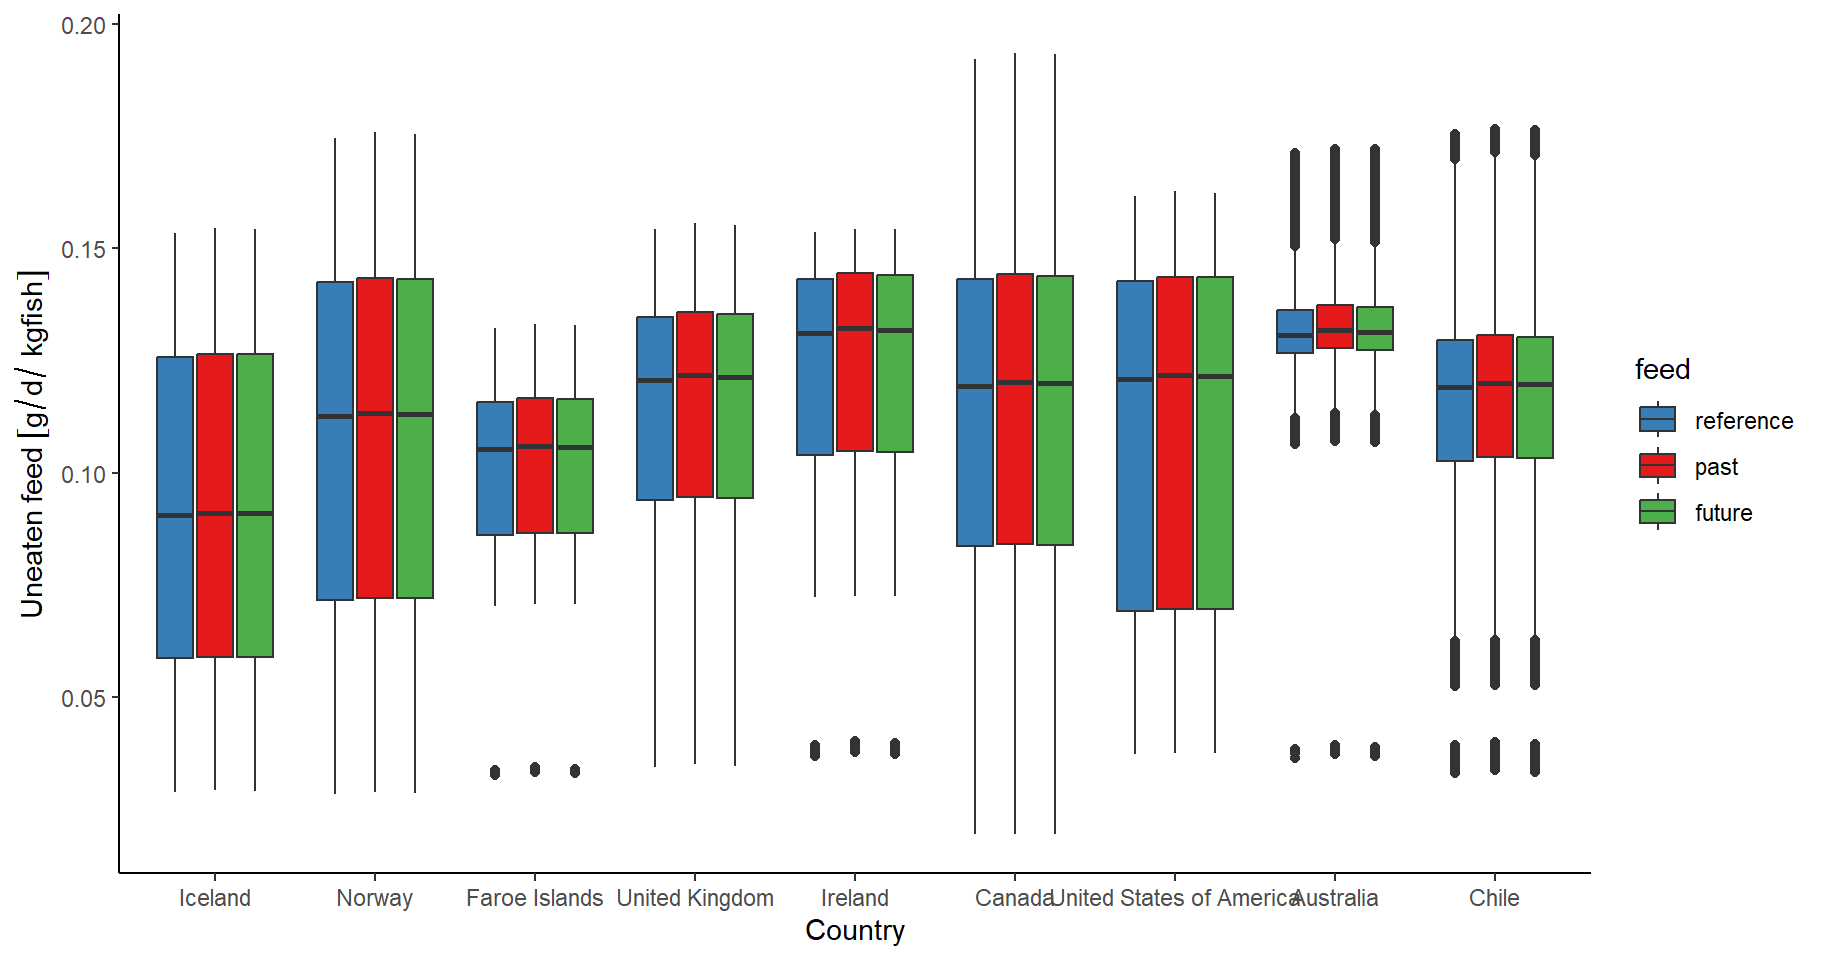 0.20
0.15
0.10
0.05
Uneaten feed [g/d/kgfish]
Iceland
Norway
Faroe Islands
United Kingdom
Ireland
Canada
United States of America
Australia
Chile
Country
feed
reference
past
future